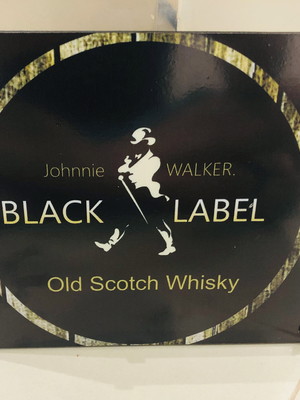 Johnnie WALKER.
BLACK LABEL
Old Scotch Whisky